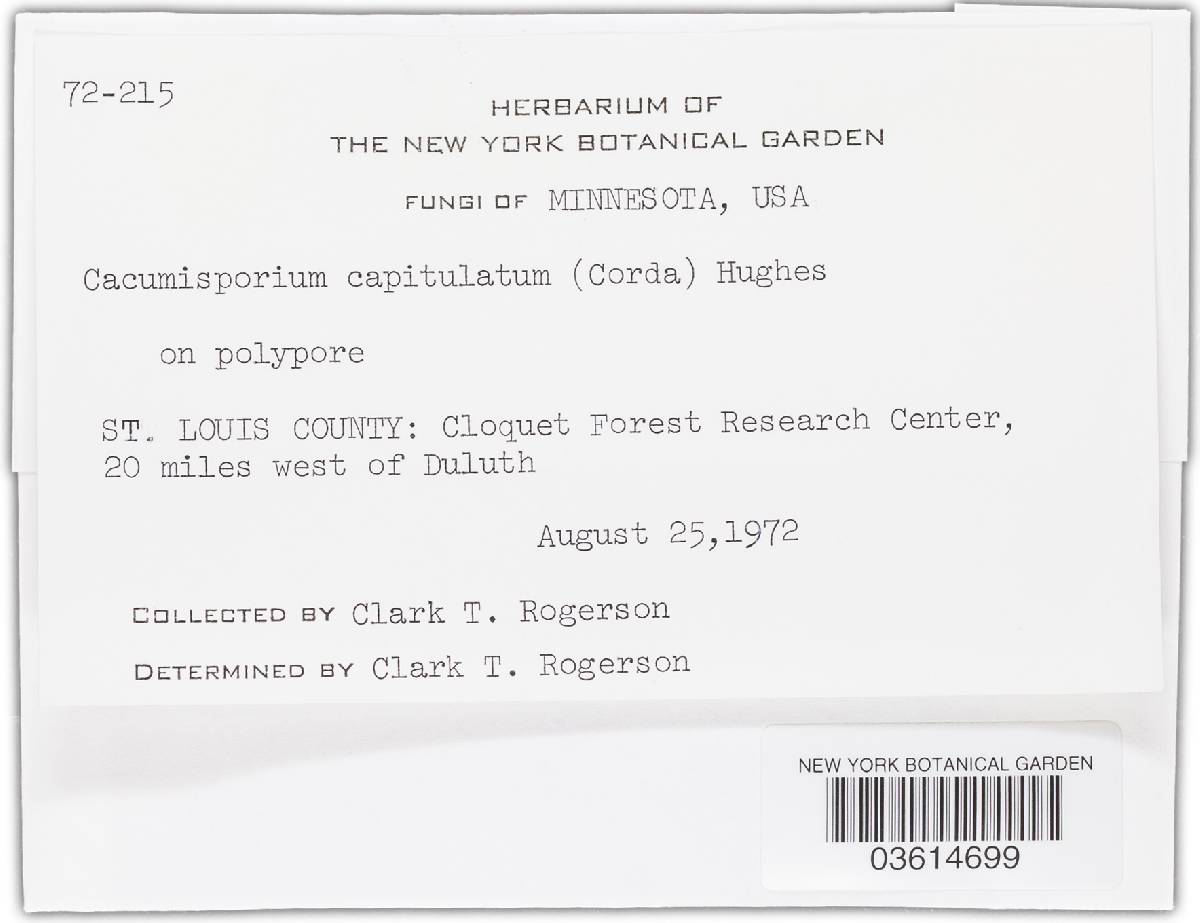 72-215
HERBARIUM OF
THE NEW YORK BOTANICAL GARDEN
FUNGI OF MINNESOTA, USA
Cacumisporium capitulatum (Corda) Hughes
on polypore
ST. LOUIS COUNTY: Cloquet Forest Research Center,
20 miles west of Duluth
August 25,1972
COLLECTED BY Clark T. Rogerson
DETERMINED BY Clark T. Rogerson
NEW YORK BOTANICAL GARDEN
03614699